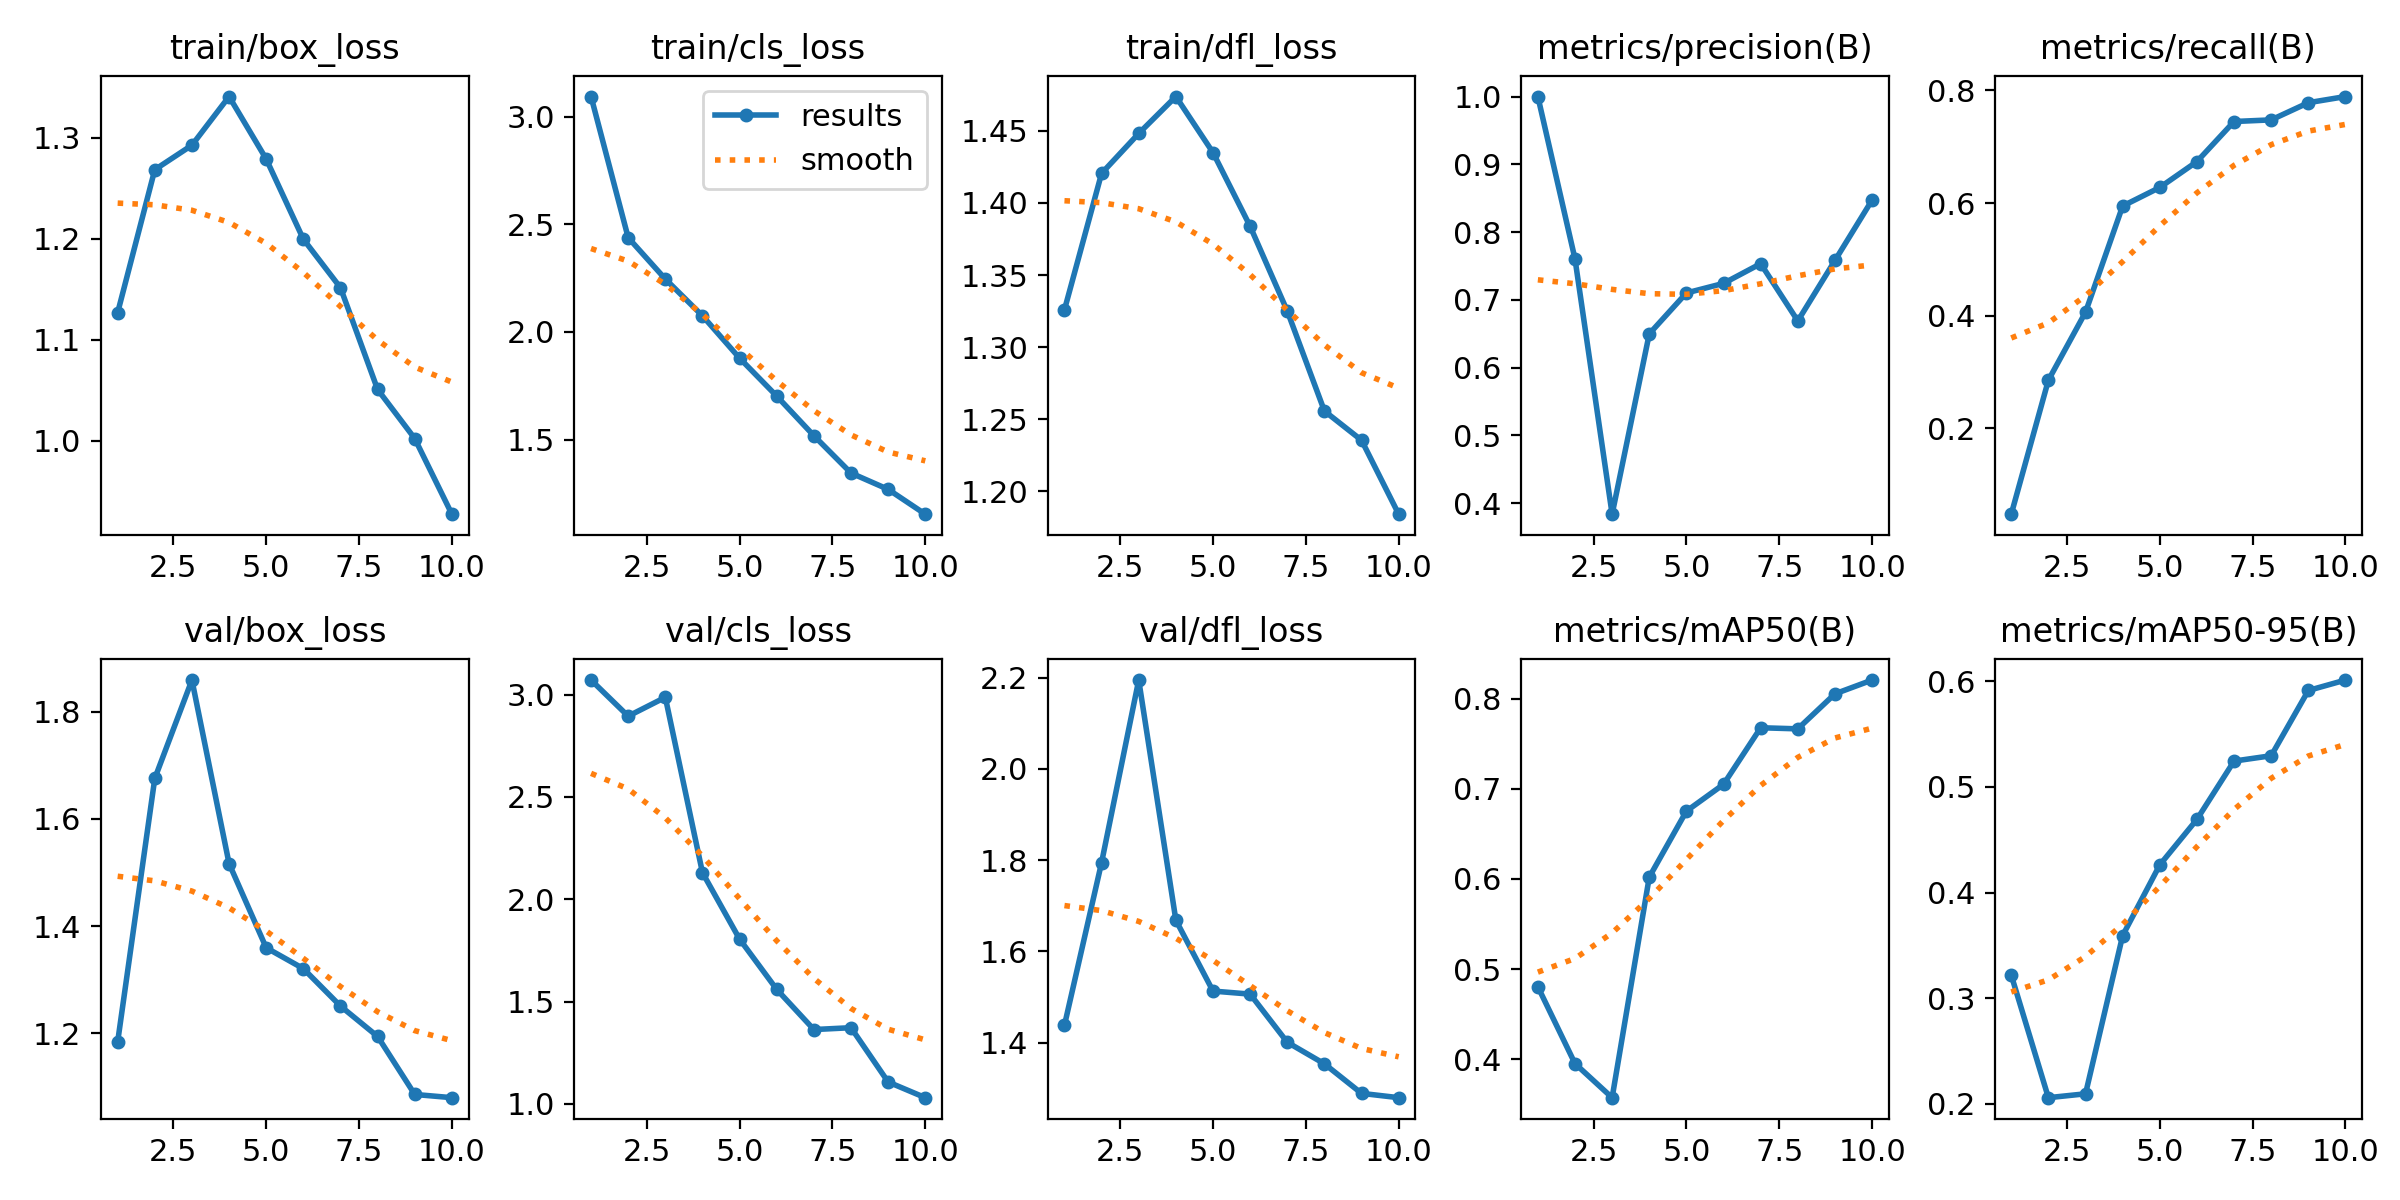 train/box_loss
train/cls_loss
train/dfl_loss
metrics/precision(B)
metrics/recall(B)
1.3
1.2
1.1
1.0
2.5 5.0 7.5 10.0
3.0
2.5
2.0
1.5
results
smooth
2.5 5.0 7.5 10.0
1.45
1.40
1.35
1.30
1.25
1.20
2.5 5.0 7.5 10.0
1.0
0.9
0.8
0.7
0.6
0.5
0.4
2.5 5.0 7.5 10.0
0.8
0.6
0.4
0.2
2.5 5.0 7.5 10.0
val/box_loss
val/cls_loss
val/dfl_loss
metrics/mAP50(B)
metrics/mAP50-95(B)
1.8
1.6
1.4
1.2
2.5 5.0 7.5 10.0
3.0
2.5
2.0
1.5
1.0
2.5 5.0 7.5 10.0
2.2
2.0
1.8
1.6
1.4
2.5 5.0 7.5 10.0
0.8
0.7
0.6
0.5
0.4
2.5 5.0 7.5 10.0
0.6
0.5
0.4
0.3
0.2
2.5 5.0 7.5 10.0